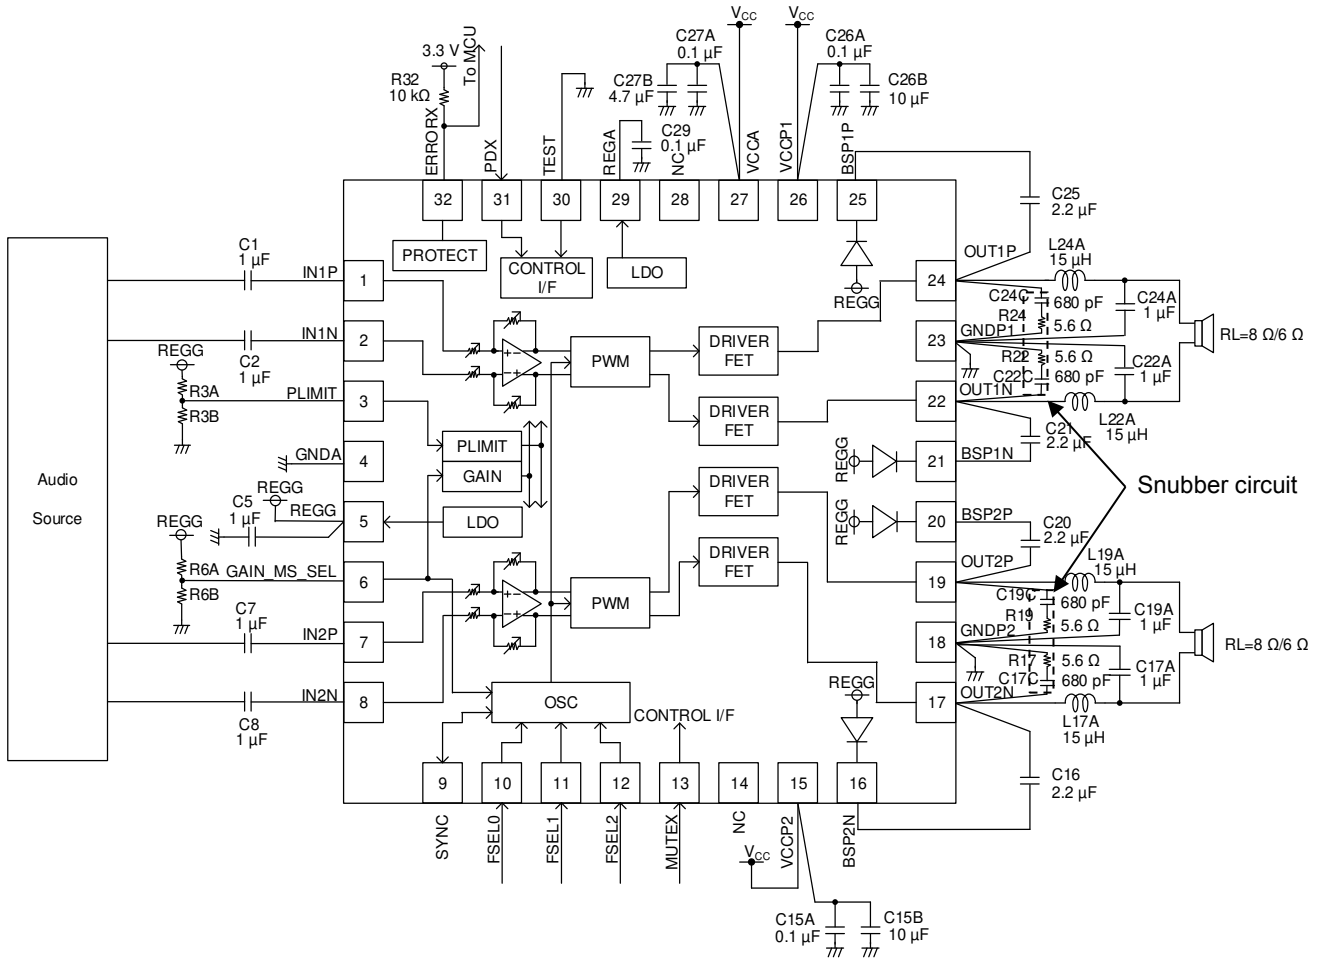 V_CC
V_CC
C27A
0.1 µF
C26A
0.1 µF
3.3 V
To MCU
R32
10 kΩ
C27B
4.7 µF
C26B
10 µF
ERRORX
PDX
TEST
REGA
C29
0.1 µF
NC
VCCA
VCCP1
BSP1P
32
31
30
29
28
27
26
25
C25
2.2 µF
PROTECT
CONTROL
I/F
LDO
REGG
C1
1 µF
IN1P
1
24
OUT1P
L24A
15 µH
C24C
680 pF
C24A
1 µF
R24
5.6 Ω
IN1N
2
C2
1 µF
PWM
DRIVER
FET
23
GNDP1
RL=8 Ω/6 Ω
REGG
R3A
R3B
PLIMIT
3
R22
5.6 Ω
C22C
680 pF
C22A
1 µF
DRIVER
FET
22
OUT1N
L22A
15 µH
C21
2.2 µF
PLIMIT
GAIN
GNDA
4
REGG
21
BSP1N
Audio
Source
Snubber circuit
DRIVER
FET
REGG
REGG
C5
1 µF
5
LDO
REGG
20
BSP2P
C20
2.2 µF
REGG
R6A
R6B
GAIN_MS_SEL
6
DRIVER
FET
19
OUT2P
L19A
15 µH
C19C
680 pF
C19A
1 µF
R19
5.6 Ω
PWM
C7
1 µF
IN2P
7
18
GNDP2
RL=8 Ω/6 Ω
R17
5.6 Ω
C17C
680 pF
C17A
1 µF
IN2N
8
C8
1 µF
OSC
CONTROL I/F
REGG
17
OUT2N
L17A
15 µH
9
10
11
12
13
14
15
16
C16
2.2 µF
SYNC
FSEL0
FSEL1
FSEL2
MUTEX
NC
VCCP2
BSP2N
V_CC
C15A
0.1 µF
C15B
10 µF